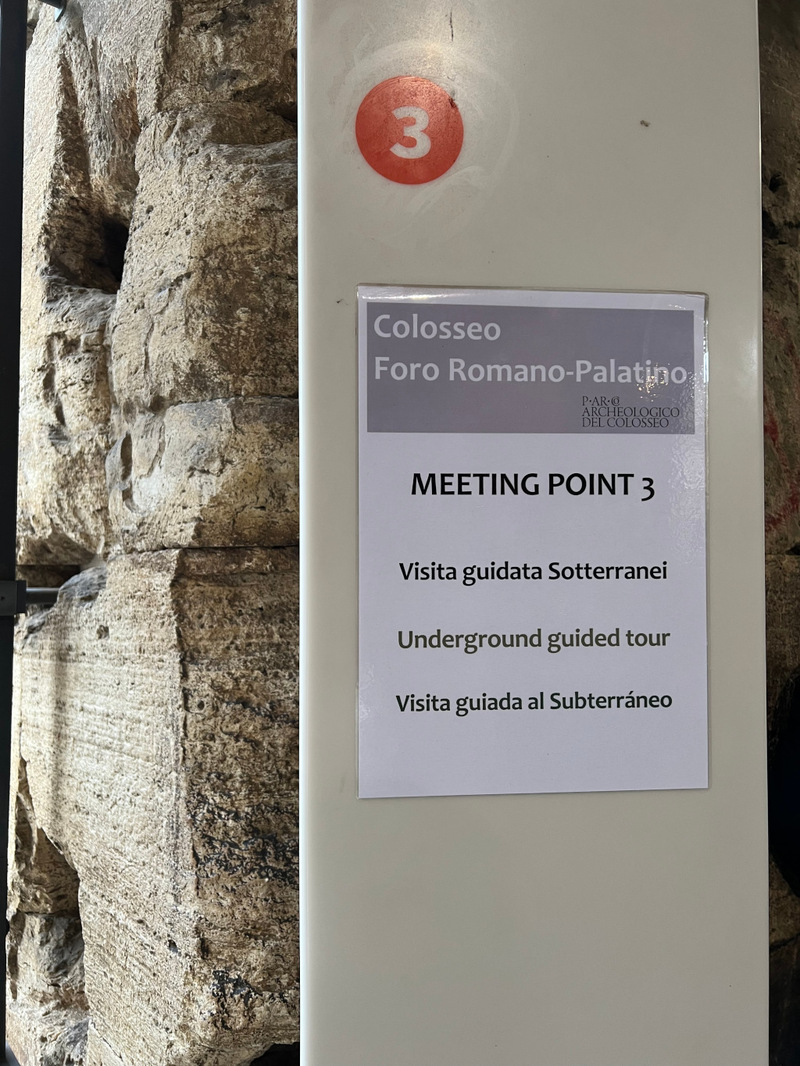 3
Colosseo
Foro Romano-Palatino
P·AR·CO
ARCHEOLOGICO
DEL COLOSSEO
MEETING POINT 3
Visita guidata Sotterranei
Underground guided tour
Visita guiada al Subterráneo